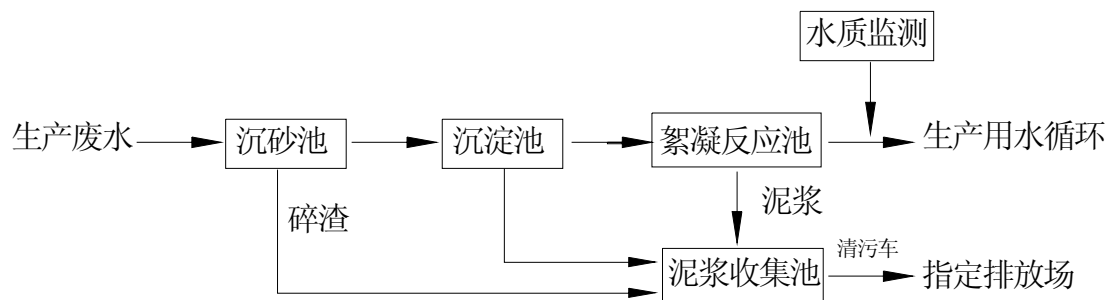 水质监测
生产废水
沉砂池
沉淀池
絮凝反应池
生产用水循环
碎渣
泥浆
泥浆收集池
清污车
指定排放场